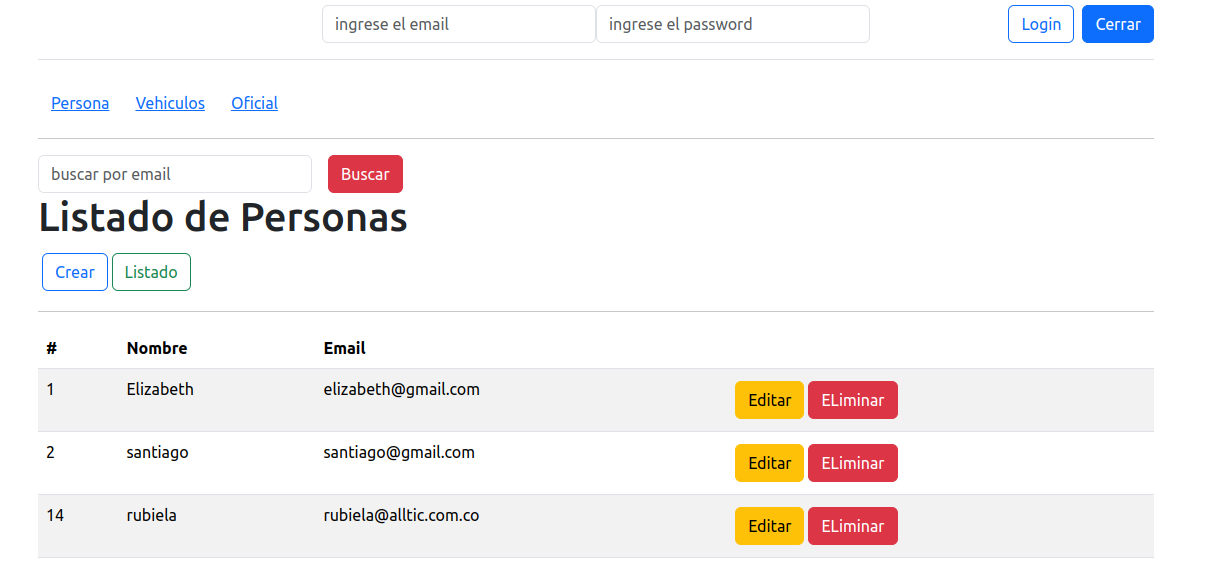 ingrese el email ingrese el password Login Cerrar
Persona Vehiculos Oficial
buscar por email Buscar
Listado de Personas
Crear Listado
# Nombre Email
1 Elizabeth elizabeth@gmail.com Editar ELiminar
2 santiago santiago@gmail.com Editar ELiminar
14 rubiela rubiela@alltic.com.co Editar ELiminar